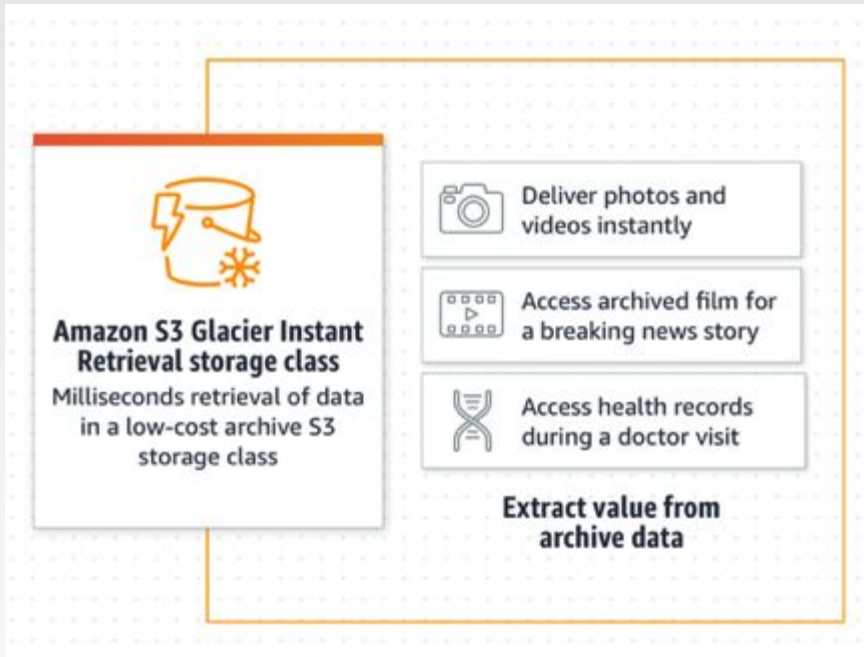 Amazon S3 Glacier Instant
Retrieval storage class
Milliseconds retrieval of data
in a low-cost archive S3
storage class
Deliver photos and
videos instantly
Access archived film for
a breaking news story
Access health records
during a doctor visit
Extract value from
archive data